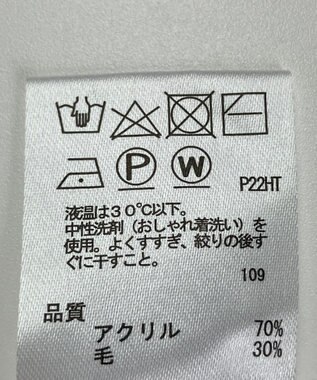 P W
P22HT
液温は30℃以下。
中性洗剤（おしゃれ着洗い）を
使用。よくすすぎ、絞りの後す
ぐに干すこと。
109
品質
アクリル 70%
毛 30%